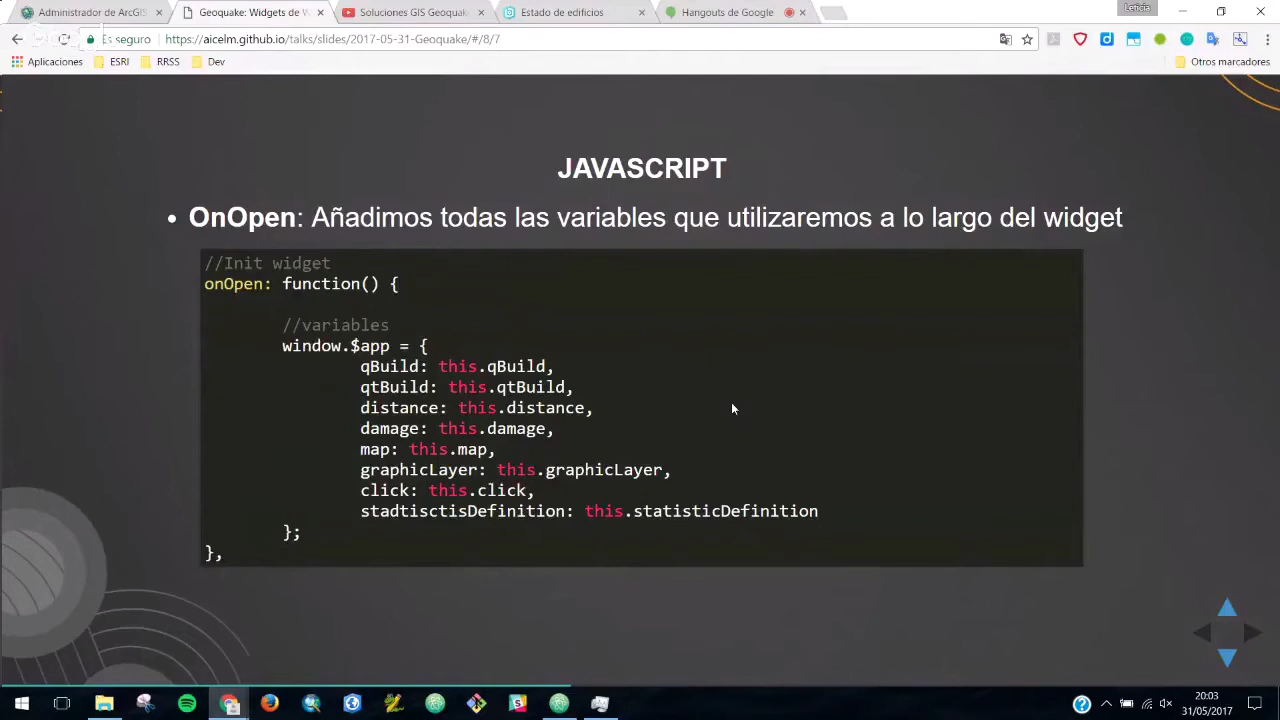 Leticia
Administrador de ArcGIS
Geoquake: Widgets de W
Soluciones GIS Geoquak
Estado de edificios
Hangouts de Google
Es seguro
https://aicelm.github.io/talks/slides/2017-05-31-Geoquake/#/8/7
Aplicaciones
ESRI
RRSS
Dev
Otros marcadores
JAVASCRIPT
• OnOpen: Añadimos todas las variables que utilizaremos a lo largo del widget
//Init widget
onOpen: function() {
//variables
window.$app = {
qBuild: this.qBuild,
qtBuild: this.qtBuild,
distance: this.distance,
damage: this.damage,
map: this.map,
graphicLayer: this.graphicLayer,
click: this.click,
stadtisctisDefinition: this.statisticDefinition
};
},
20:03
31/05/2017